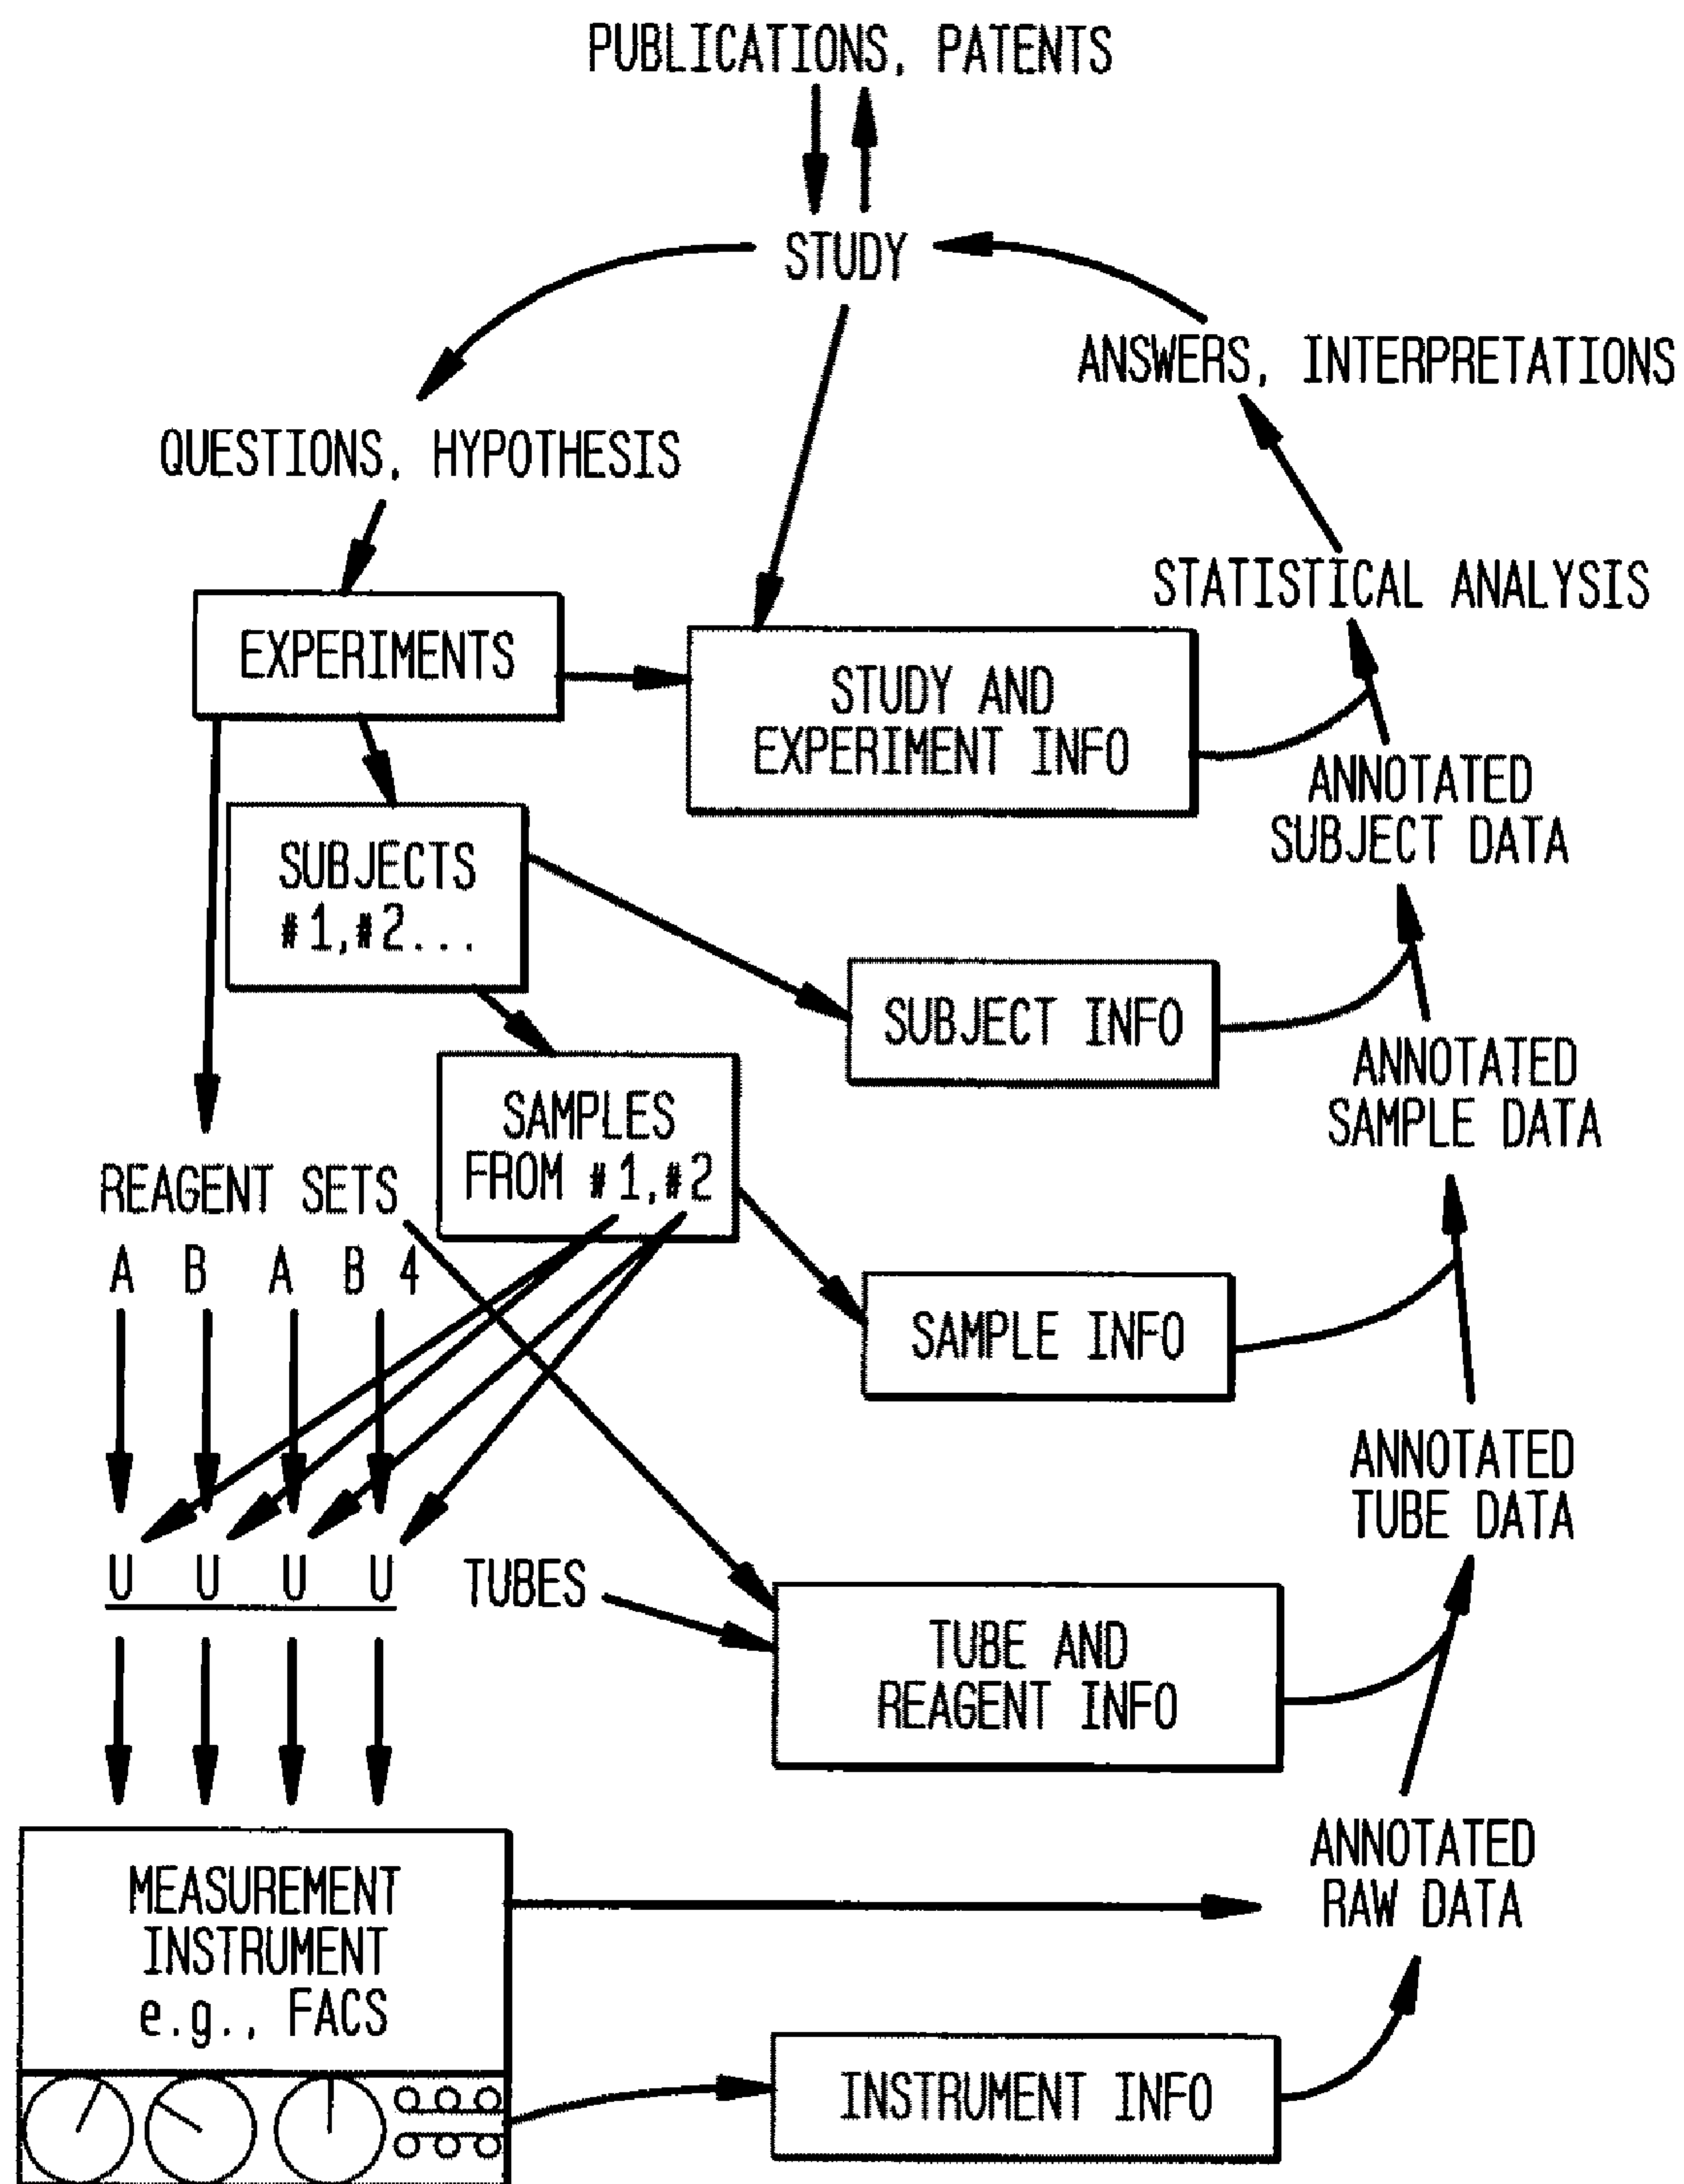 PUBLICATIONS, PATENTS
STUDY
ANSWERS, INTERPRETATIONS
QUESTIONS, HYPOTHESIS
STATISTICAL ANALYSIS
EXPERIMENTS
STUDY AND
EXPERIMENT INFO
ANNOTATED
SUBJECT DATA
SUBJECTS
#1,#2...
SUBJECT INFO
ANNOTATED
SAMPLE DATA
SAMPLES
FROM #1,#2
REAGENT SETS
A B A B 4
SAMPLE INFO
ANNOTATED
TUBE DATA
U U U U
TUBES
TUBE AND
REAGENT INFO
ANNOTATED
RAW DATA
MEASUREMENT
INSTRUMENT
e.g., FACS
INSTRUMENT INFO